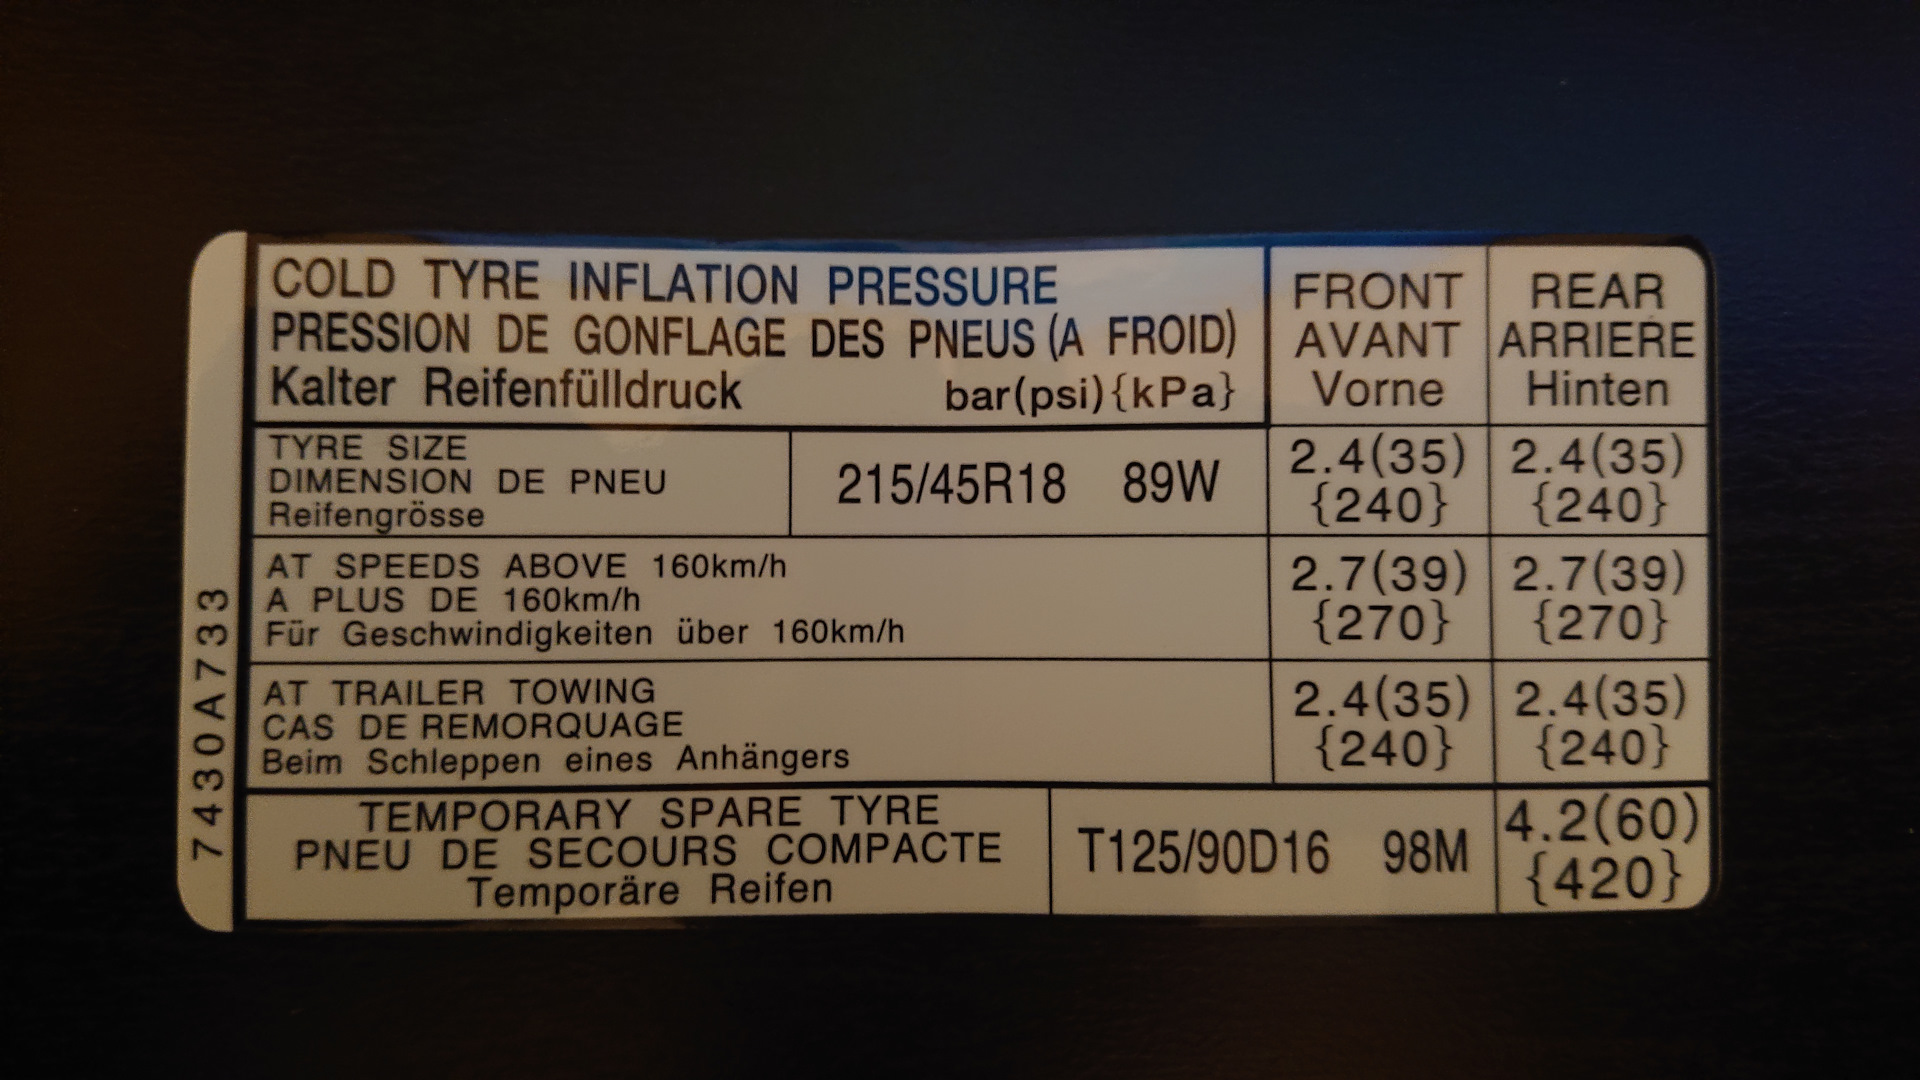 COLD TYRE INFLATION PRESSURE
PRESSION DE GONFLAGE DES PNEUS (A FROID)
Kalter Reifenfülldruck bar(psi){kPa}
FRONT
AVANT
Vorne
REAR
ARRIERE
Hinten
TYRE SIZE
DIMENSION DE PNEU
Reifengrösse
215/45R18 89W
2.4(35)
{240}
2.4(35)
{240}
AT SPEEDS ABOVE 160km/h
A PLUS DE 160km/h
Für Geschwindigkeiten über 160km/h
2.7(39)
{270}
2.7(39)
{270}
AT TRAILER TOWING
CAS DE REMORQUAGE
Beim Schleppen eines Anhängers
2.4(35)
{240}
2.4(35)
{240}
TEMPORARY SPARE TYRE
PNEU DE SECOURS COMPACTE
Temporäre Reifen
T125/90D16 98M
4.2(60)
{420}
7430A733